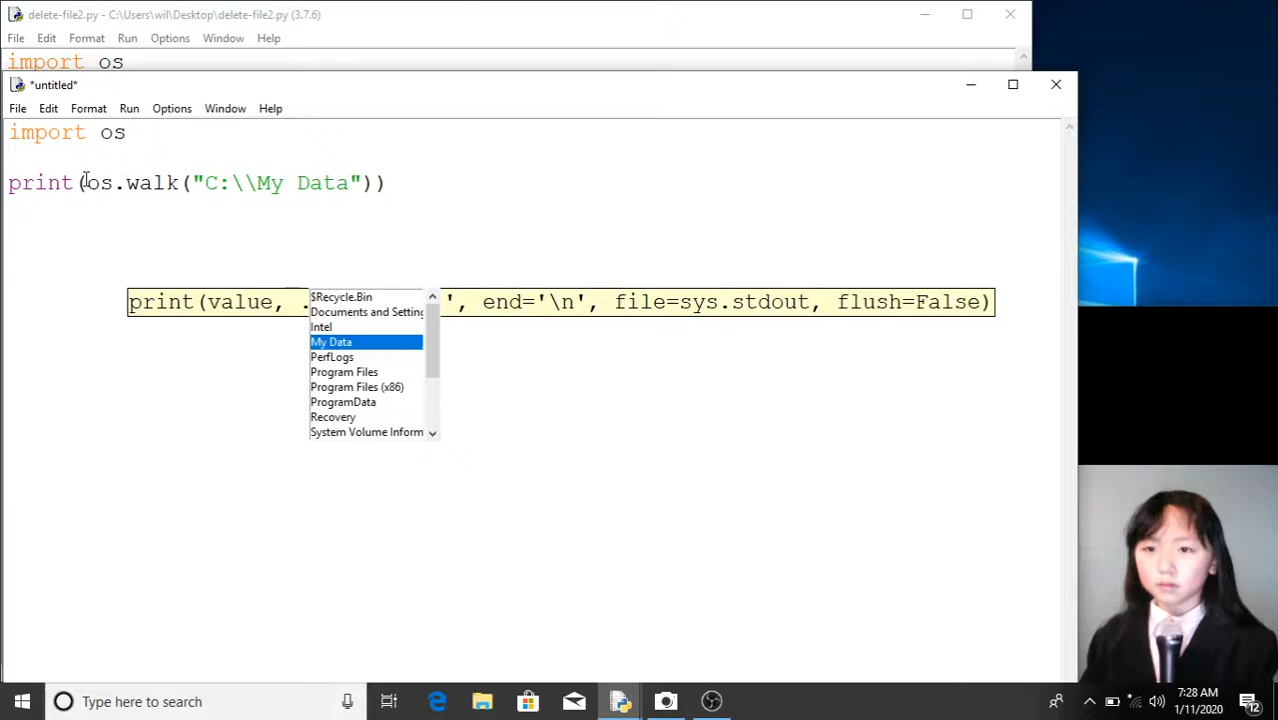 delete-file2.py - C:\Users\wil\Desktop\delete-file2.py (3.7.6)
File Edit Format Run Options Window Help
import os
*untitled*
File Edit Format Run Options Window Help
import os
print(os.walk("C:\\My Data"))
print(value, .
', end='\n', file=sys.stdout, flush=False)
$Recycle.Bin
Documents and Setting
Intel
My Data
PerfLogs
Program Files
Program Files (x86)
ProgramData
Recovery
System Volume Inform
Type here to search
7:28 AM
1/11/2020
12